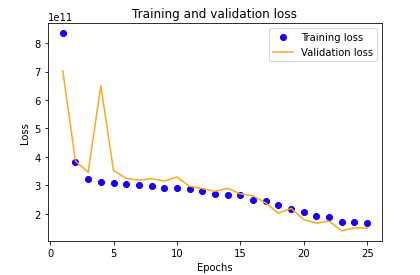 Training and validation loss
1e11
Training loss
Validation loss
8
7
6
5
4
3
2
Loss
0
5
10
15
20
25
Epochs